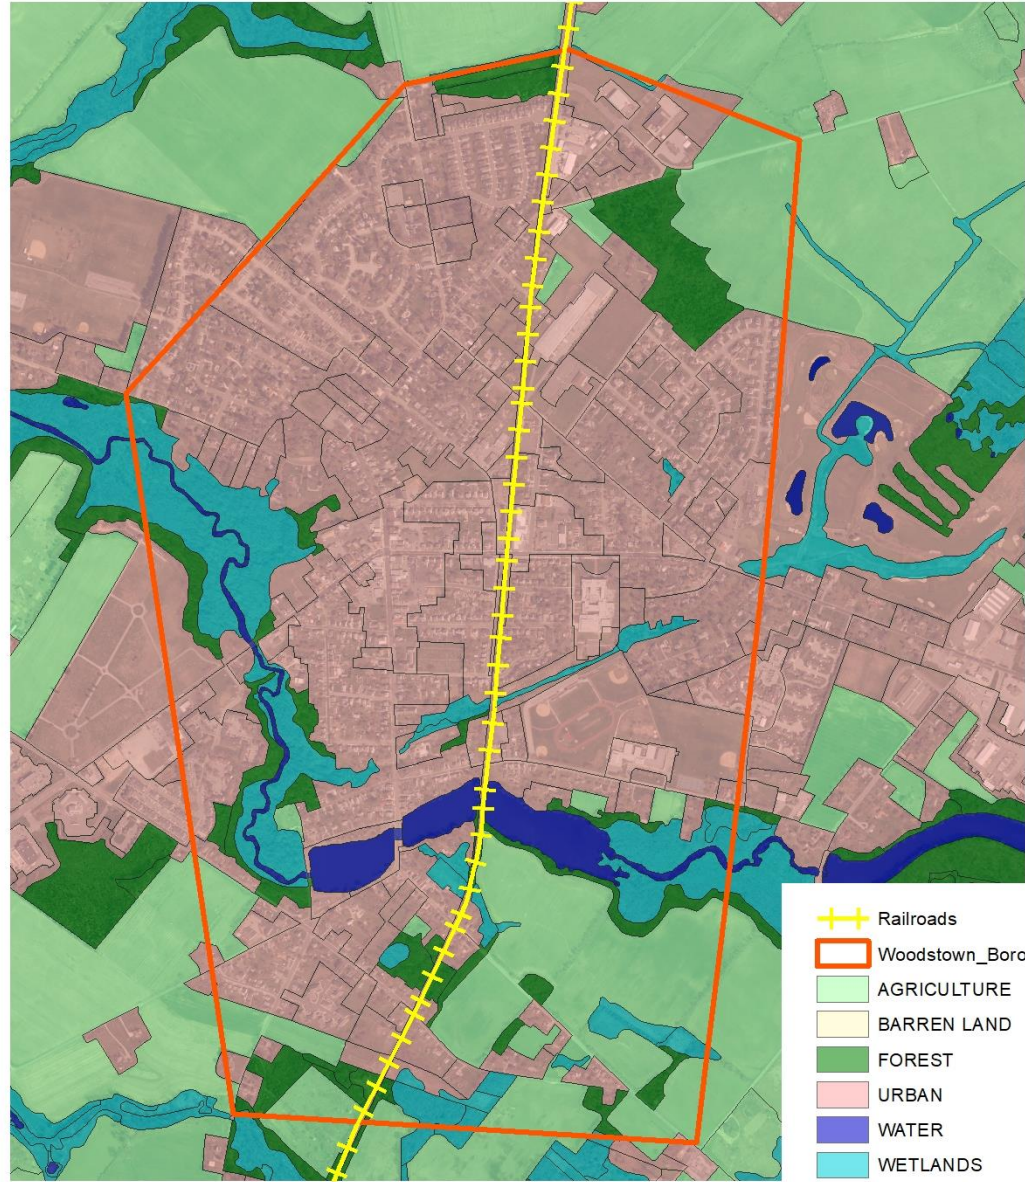 Railroads
Woodstown_Boro
AGRICULTURE
BARREN LAND
FOREST
URBAN
WATER
WETLANDS